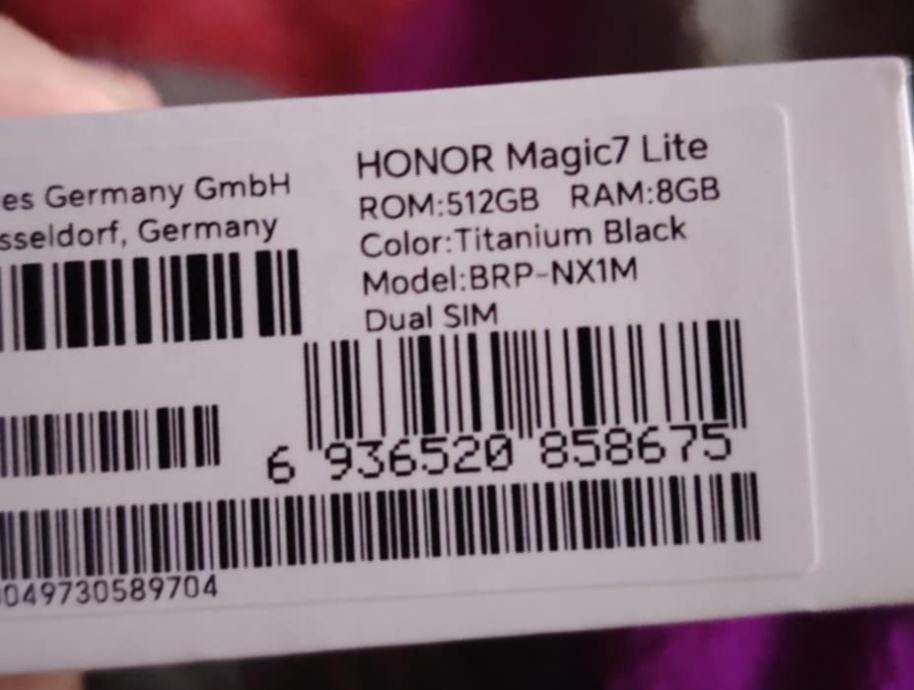 es Germany GmbH
sseldorf, Germany
HONOR Magic7 Lite
ROM:512GB RAM:8GB
Color:Titanium Black
Model:BRP-NX1M
Dual SIM
6 936520 858675
049730589704